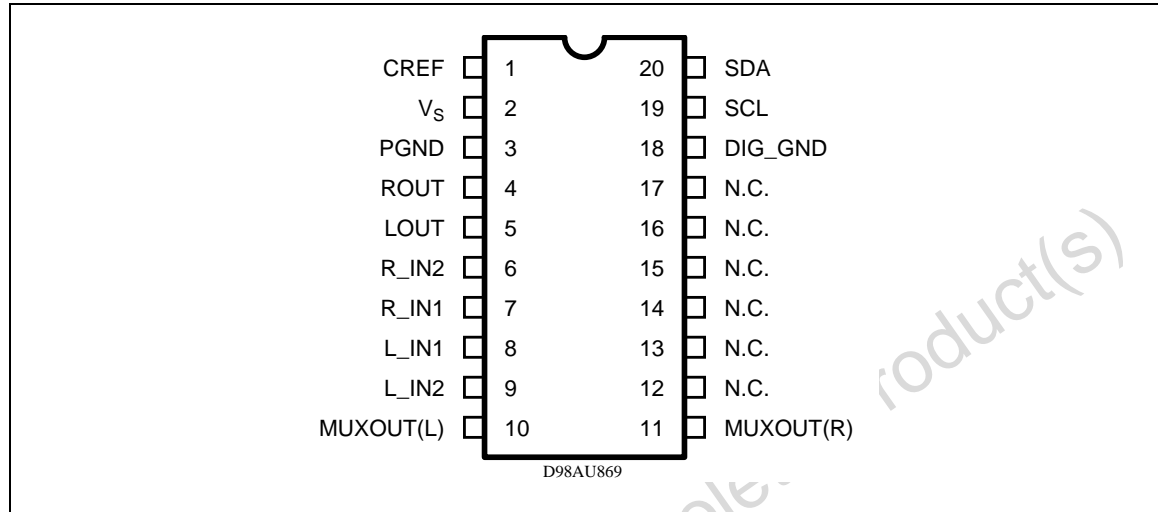 CREF 1 20 SDA
VS 2 19 SCL
PGND 3 18 DIG_GND
ROUT 4 17 N.C.
LOUT 5 16 N.C.
R_IN2 6 15 N.C.
R_IN1 7 14 N.C.
L_IN1 8 13 N.C.
L_IN2 9 12 N.C.
MUXOUT(L) 10 11 MUXOUT(R)
D98AU869